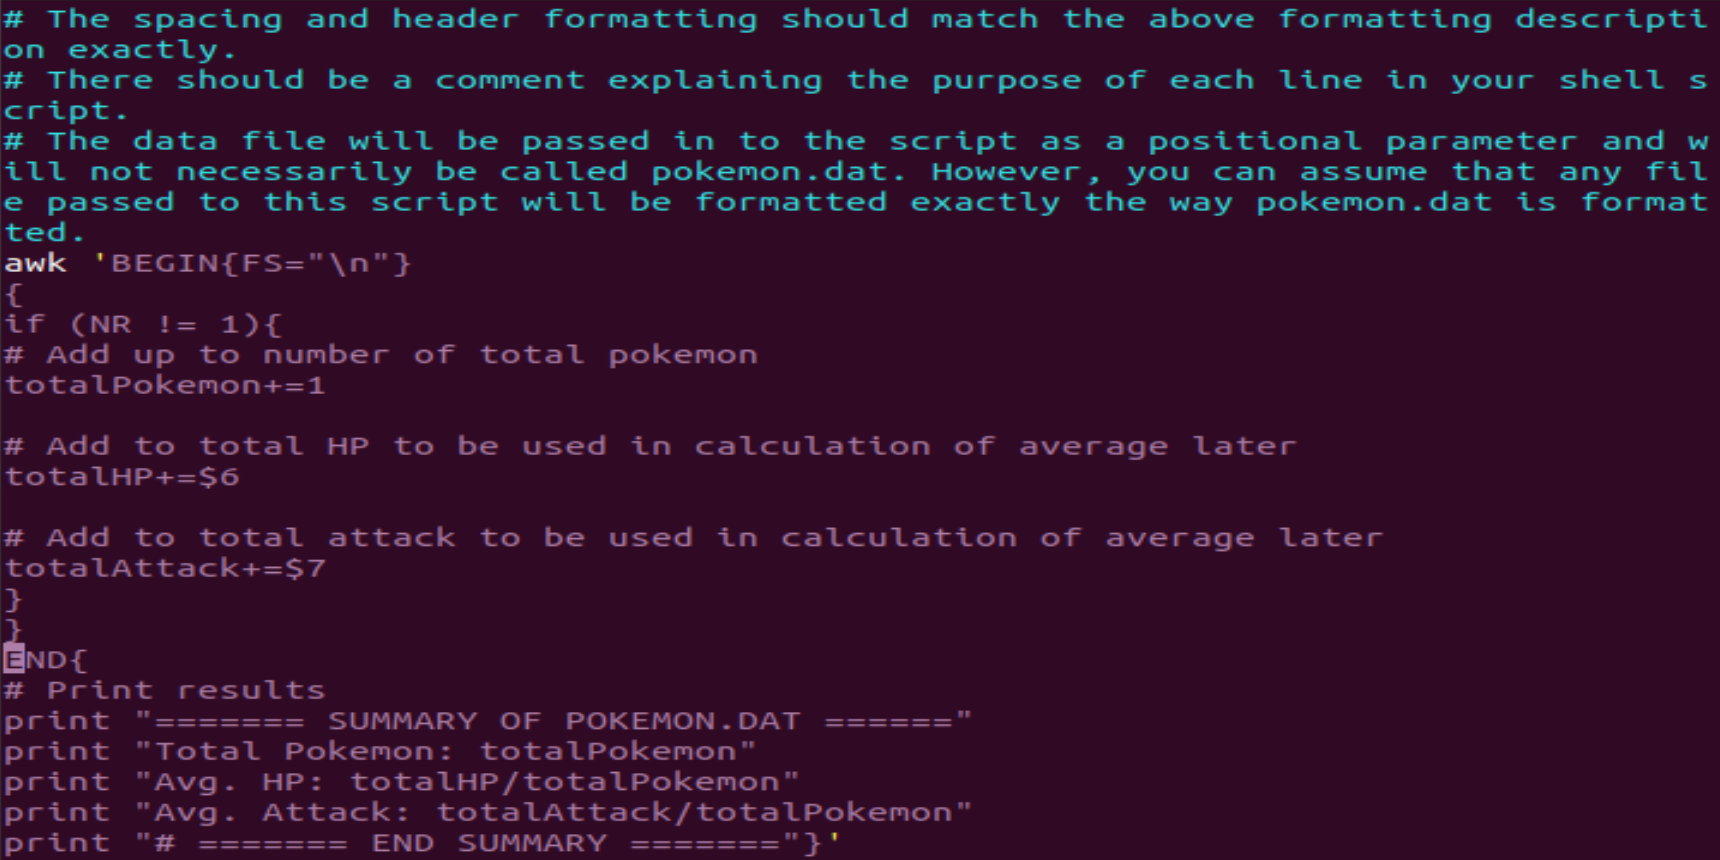 # The spacing and header formatting should match the above formatting descripti
on exactly.
# There should be a comment explaining the purpose of each line in your shell s
cript.
# The data file will be passed in to the script as a positional parameter and w
ill not necessarily be called pokemon.dat. However, you can assume that any fil
e passed to this script will be formatted exactly the way pokemon.dat is format
ted.
awk 'BEGIN{FS="\n"}
{
if (NR != 1){
# Add up to number of total pokemon
totalPokemon+=1

# Add to total HP to be used in calculation of average later
totalHP+=$6

# Add to total attack to be used in calculation of average later
totalAttack+=$7
}
}
END{
# Print results
print "======= SUMMARY OF POKEMON.DAT ======"
print "Total Pokemon: totalPokemon"
print "Avg. HP: totalHP/totalPokemon"
print "Avg. Attack: totalAttack/totalPokemon"
print "# ======= END SUMMARY ======="}'